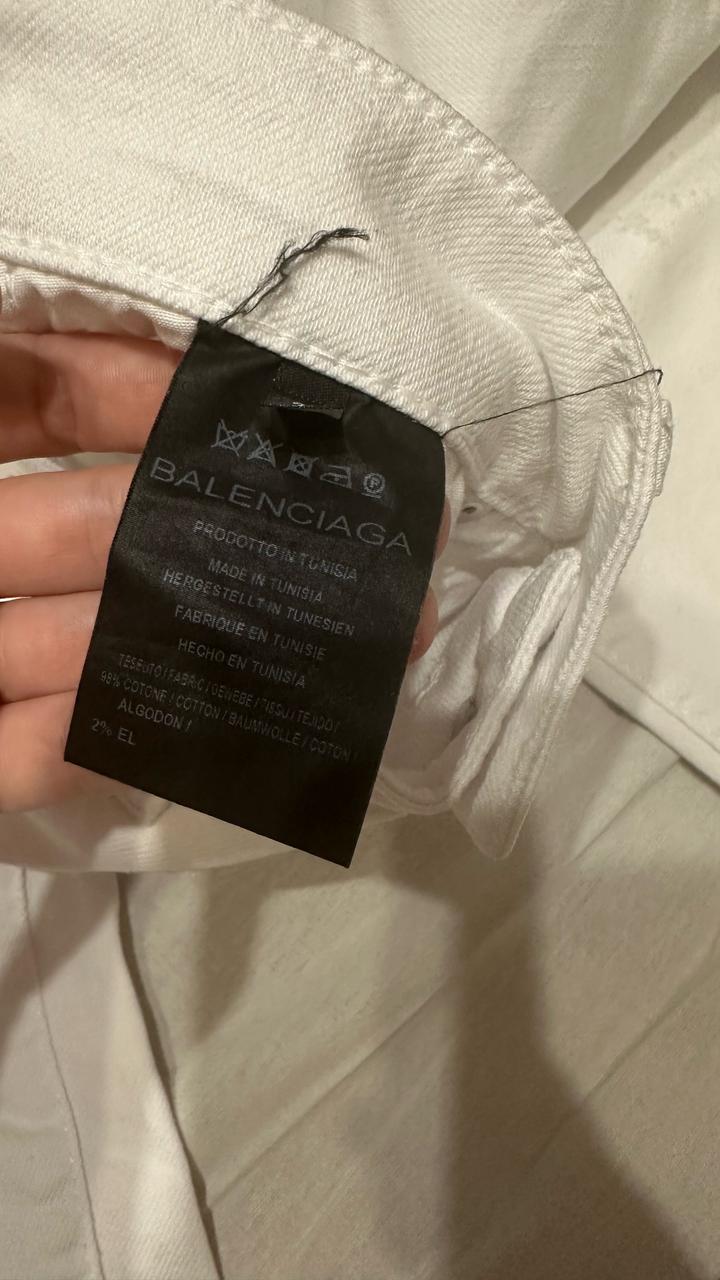 BALENCIAGA
PRODOTTO IN TUNISIA
MADE IN TUNISIA
HERGESTELLT IN TUNESIEN
FABRIQUE EN TUNISIE
HECHO EN TUNISIA
TESSUTO / FABRIC / GEWEBE / TISSU / TEJIDO /
98% COTONE / COTTON / BAUMWOLLE / COTON /
ALGODON /
2% EL